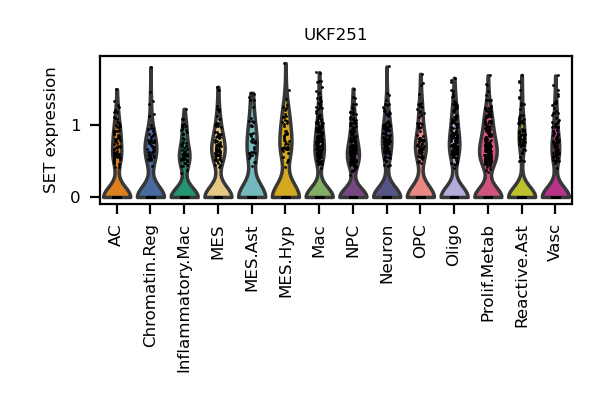 UKF251
SET expression
1
0
AC
Chromatin.Reg
Inflammatory.Mac
MES
MES.Ast
MES.Hyp
Mac
NPC
Neuron
OPC
Oligo
Prolif.Metab
Reactive.Ast
Vasc